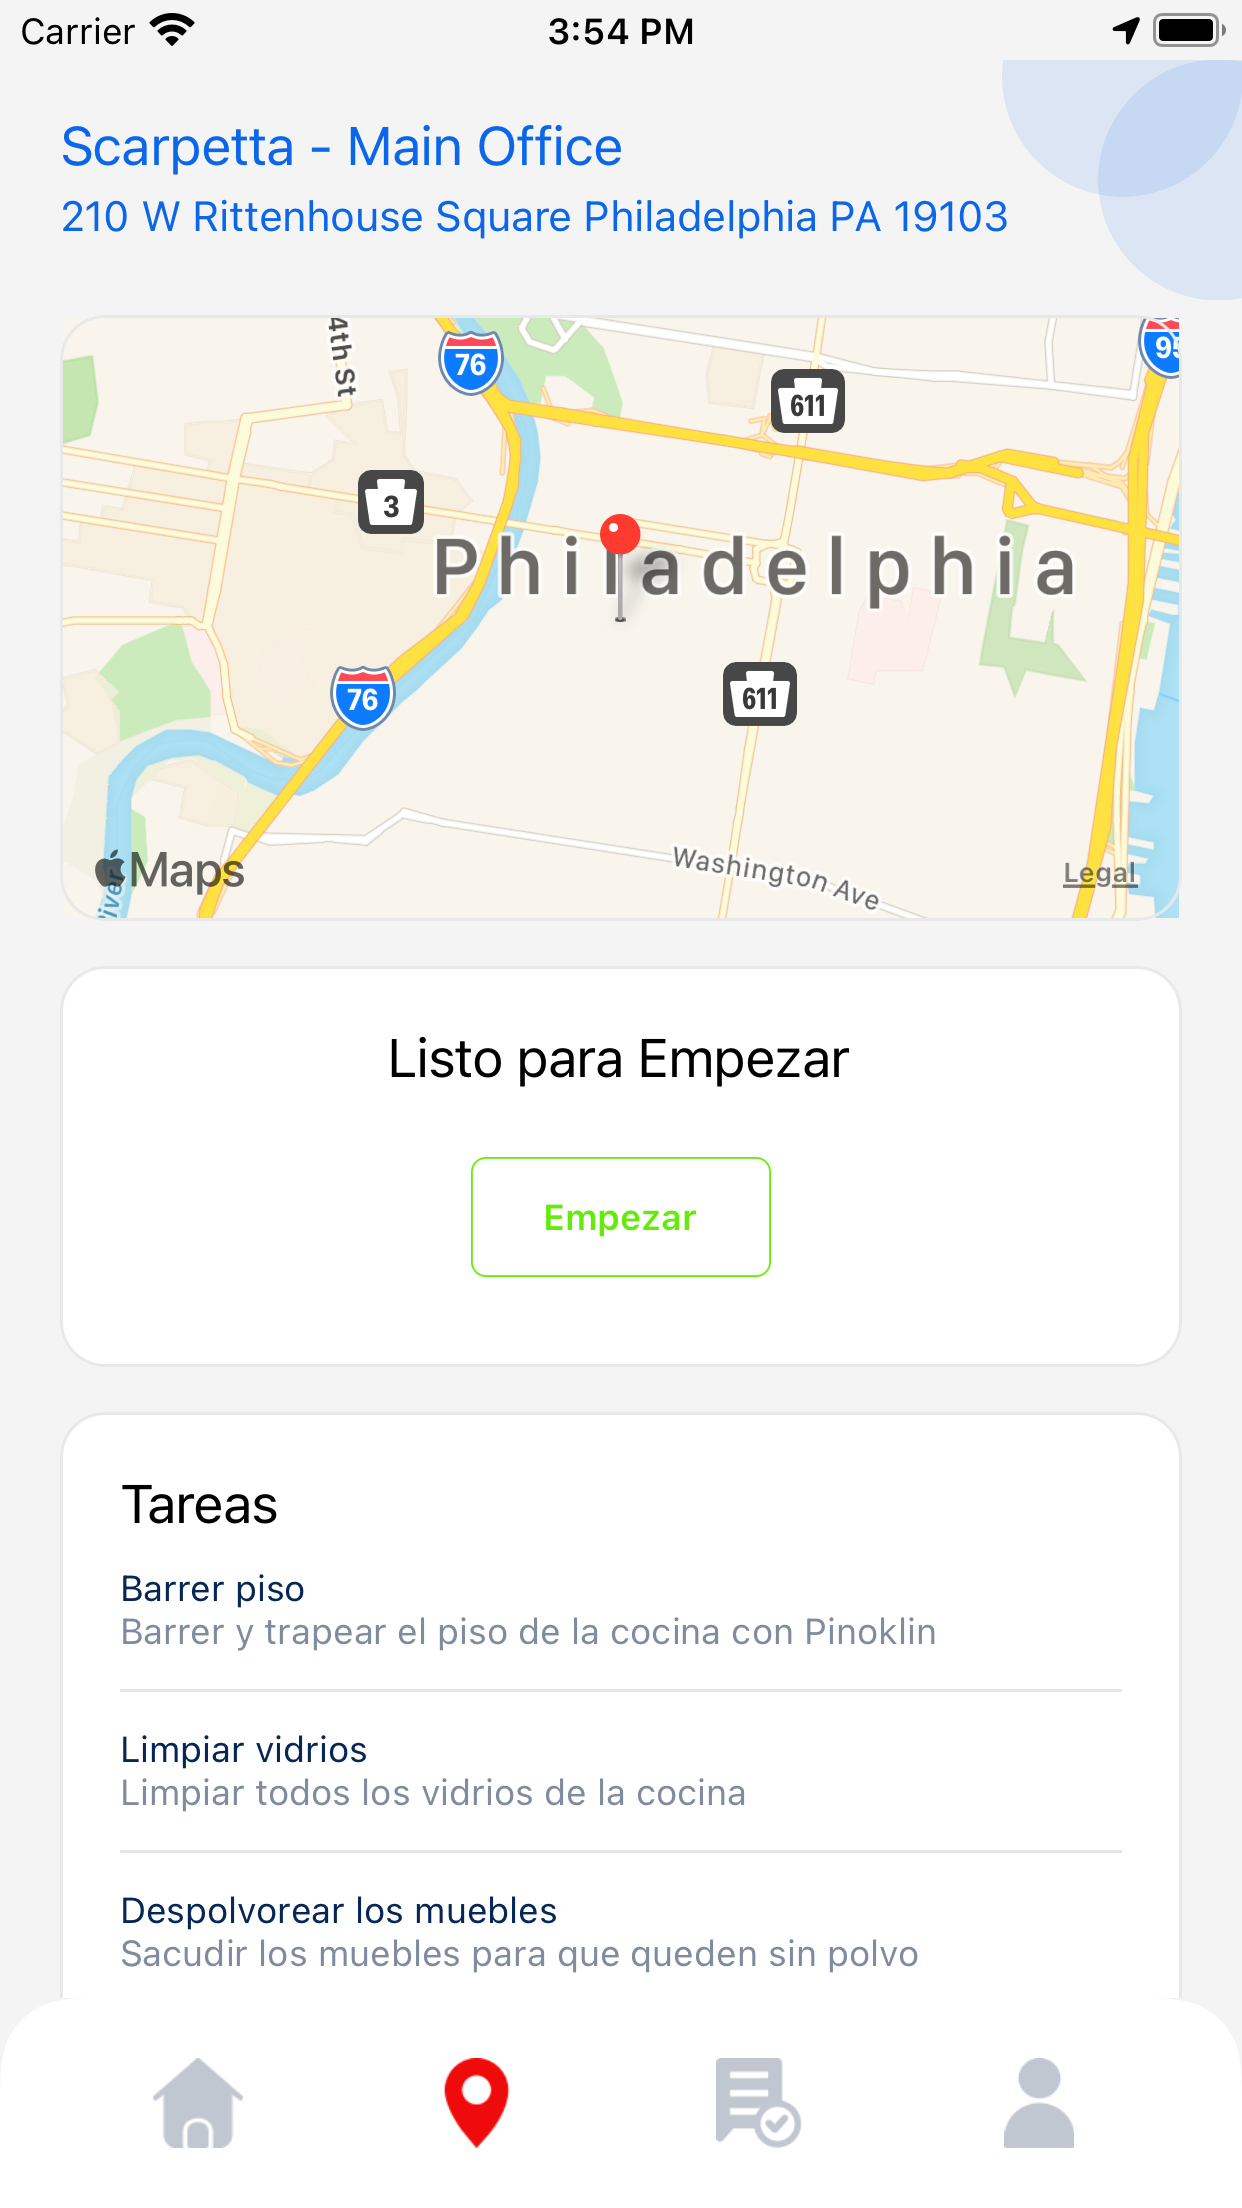 Carrier 3:54 PM
Scarpetta - Main Office
210 W Rittenhouse Square Philadelphia PA 19103
4th St
76
95
611
3
Philadelphia
76
611
Maps
Washington Ave
Legal
Listo para Empezar
Empezar
Tareas
Barrer piso
Barrer y trapear el piso de la cocina con Pinoklin
Limpiar vidrios
Limpiar todos los vidrios de la cocina
Despolvorear los muebles
Sacudir los muebles para que queden sin polvo